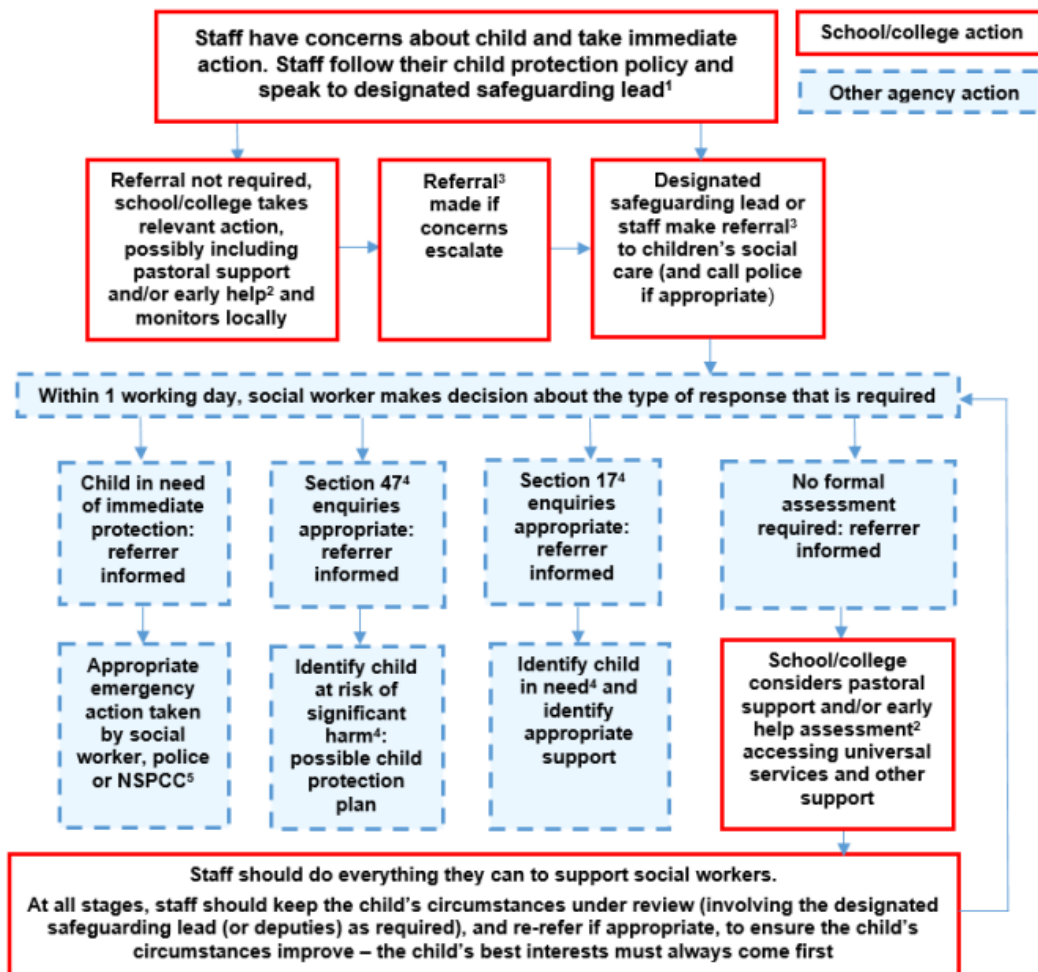 Staff have concerns about child and take immediate
action. Staff follow their child protection policy and
speak to designated safeguarding lead¹
School/college action
Other agency action
Referral not required,
school/college takes
relevant action,
possibly including
pastoral support
and/or early help² and
monitors locally
Referral³
made if
concerns
escalate
Designated
safeguarding lead or
staff make referral³
to children’s social
care (and call police
if appropriate)
Within 1 working day, social worker makes decision about the type of response that is required
Child in need
of immediate
protection:
referrer
informed
Section 47⁴
enquiries
appropriate:
referrer
informed
Section 17⁴
enquiries
appropriate:
referrer
informed
No formal
assessment
required: referrer
informed
Appropriate
emergency
action taken
by social
worker, police
or NSPCC⁵
Identify child
at risk of
significant
harm⁴:
possible child
protection
plan
Identify child
in need⁴ and
identify
appropriate
support
School/college
considers pastoral
support and/or early
help assessment²
accessing universal
services and other
support
Staff should do everything they can to support social workers.
At all stages, staff should keep the child’s circumstances under review (involving the designated
safeguarding lead (or deputies) as required), and re-refer if appropriate, to ensure the child’s
circumstances improve – the child’s best interests must always come first